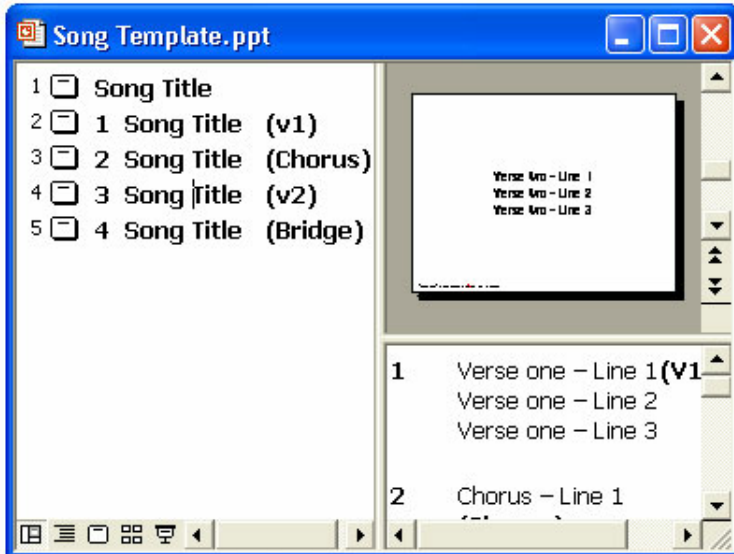 Song Template.ppt
1 Song Title
2 1 Song Title (v1)
3 2 Song Title (Chorus)
4 3 Song Title (v2)
5 4 Song Title (Bridge)
Verse two – Line 1
Verse two – Line 2
Verse two – Line 3
1 Verse one – Line 1(V1
Verse one – Line 2
Verse one – Line 3
2 Chorus – Line 1